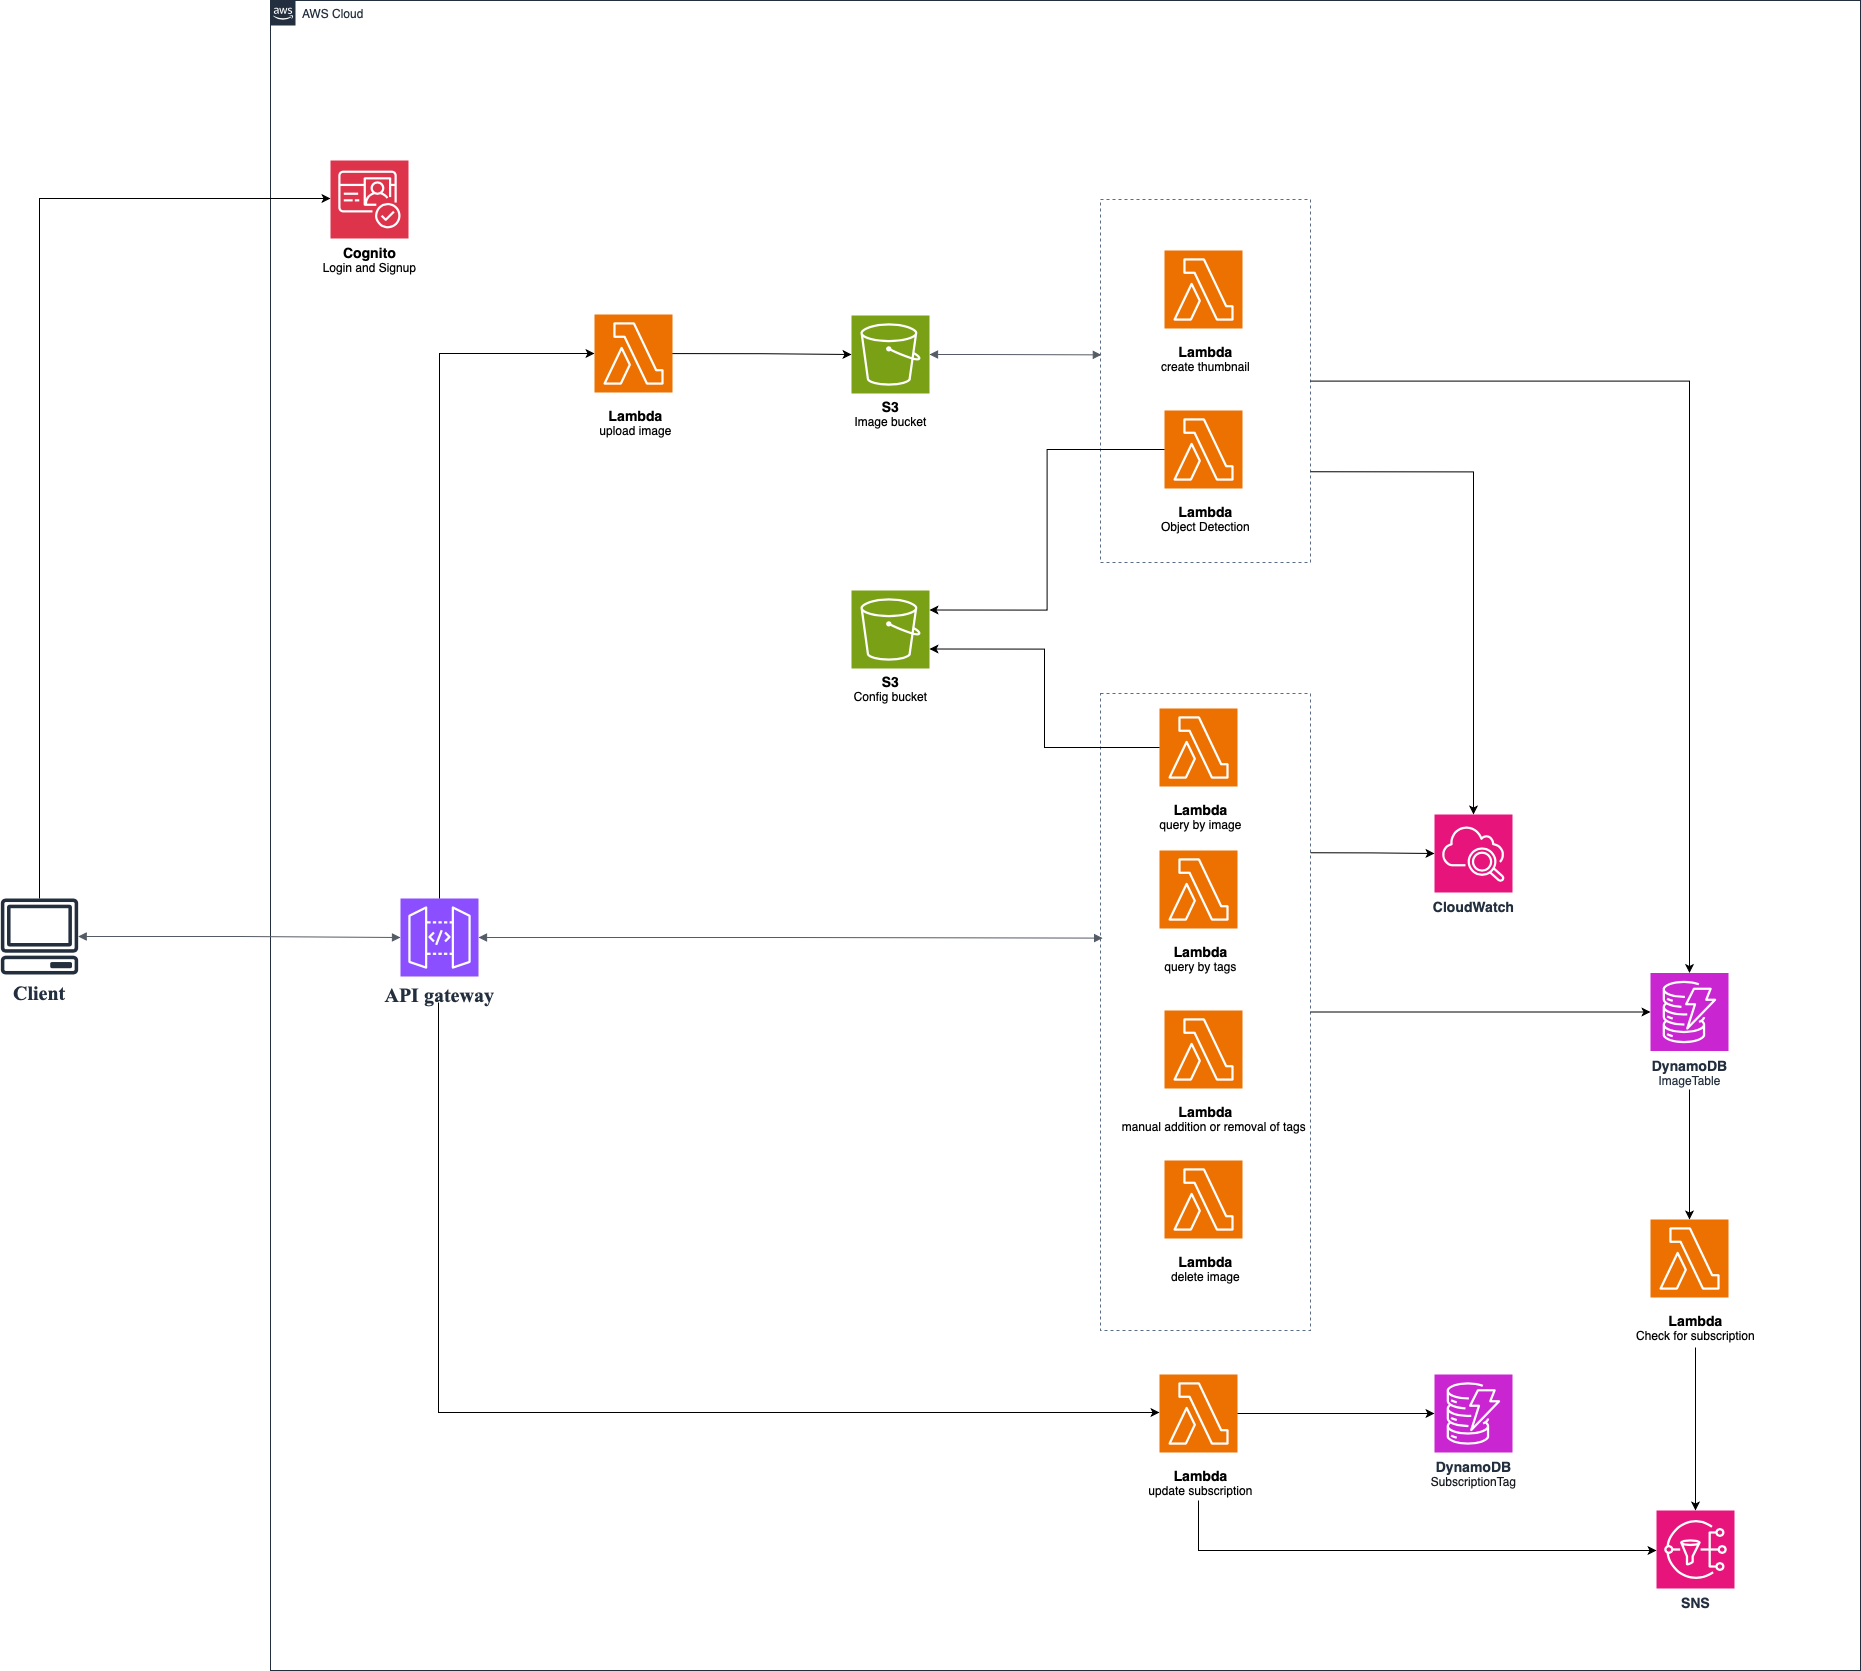 aws
AWS Cloud
Cognito
Login and Signup
Lambda
upload image
S3
Image bucket
Lambda
create thumbnail
Lambda
Object Detection
S3
Config bucket
Lambda
query by image
CloudWatch
</>
Client
API gateway
Lambda
query by tags
Lambda
manual addition or removal of tags
DynamoDB
ImageTable
Lambda
delete image
Lambda
Check for subscription
Lambda
update subscription
DynamoDB
SubscriptionTag
SNS